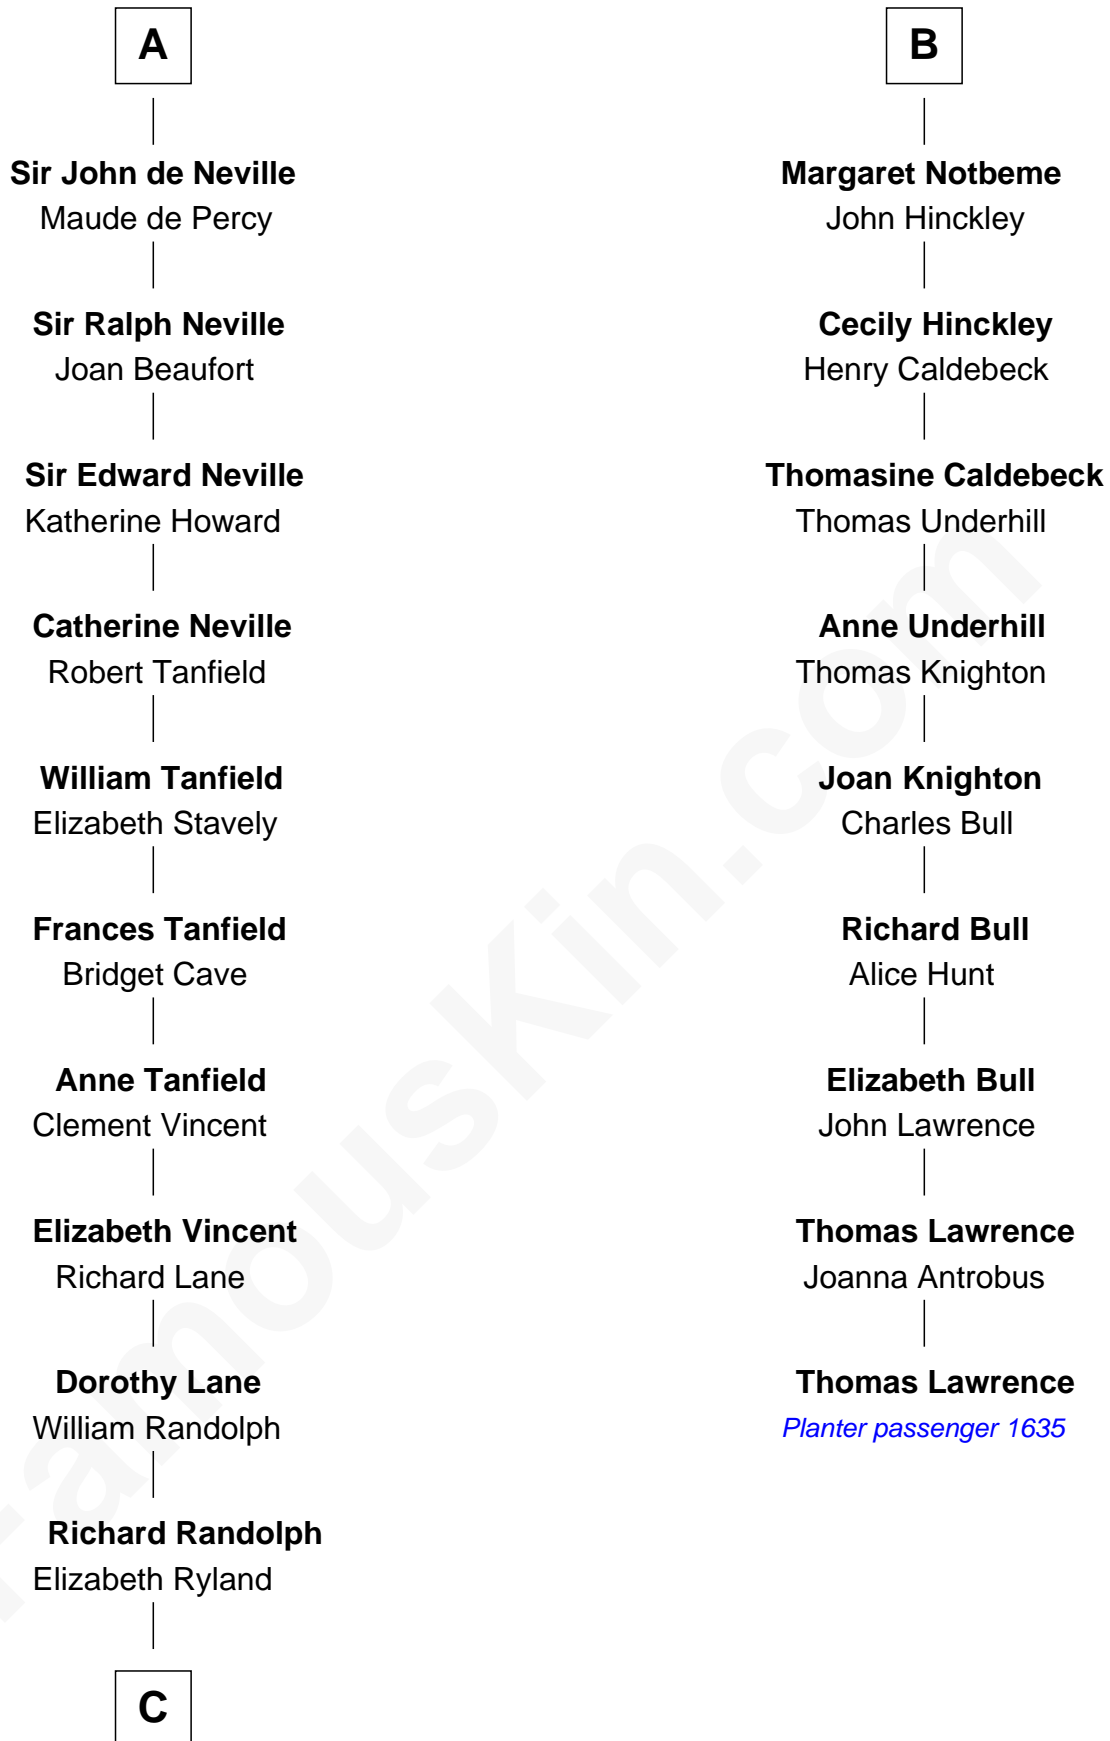 A
Sir John de Neville
Maude de Percy
Sir Ralph Neville
Joan Beaufort
Sir Edward Neville
Katherine Howard
Catherine Neville
Robert Tanfield
William Tanfield
Elizabeth Stavely
Frances Tanfield
Bridget Cave
Anne Tanfield
Clement Vincent
Elizabeth Vincent
Richard Lane
Dorothy Lane
William Randolph
Richard Randolph
Elizabeth Ryland
C
B
Margaret Notbeme
John Hinckley
Cecily Hinckley
Henry Caldebeck
Thomasine Caldebeck
Thomas Underhill
Anne Underhill
Thomas Knighton
Joan Knighton
Charles Bull
Richard Bull
Alice Hunt
Elizabeth Bull
John Lawrence
Thomas Lawrence
Joanna Antrobus
Thomas Lawrence
Planter passenger 1635
FamousKin.com